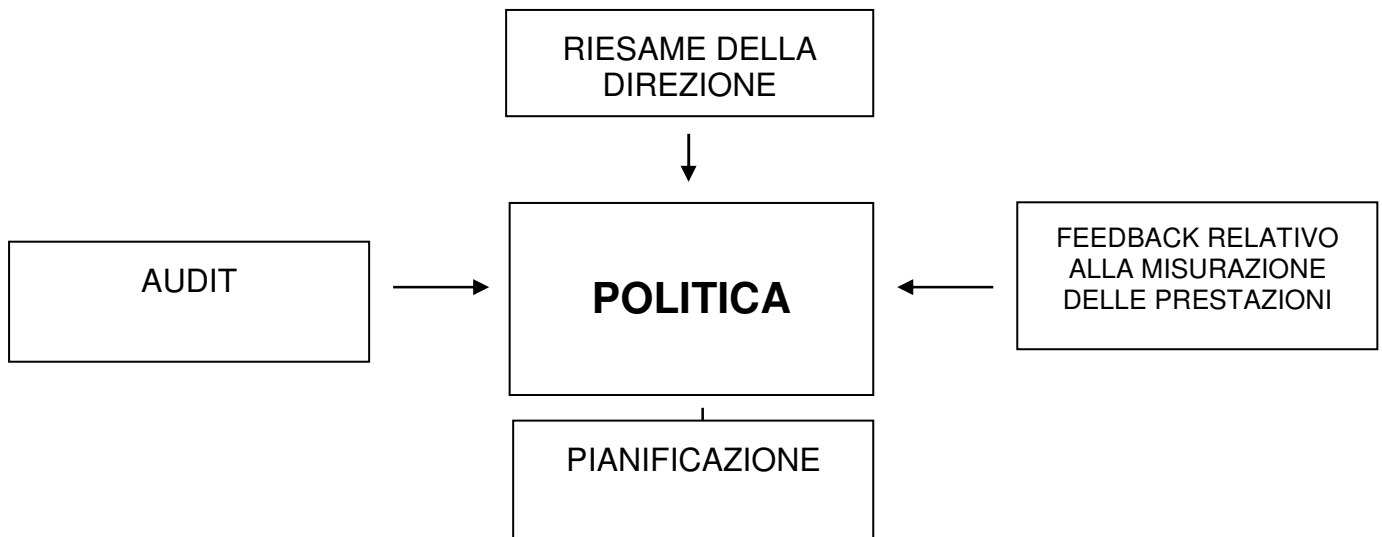 RIESAME DELLA
DIREZIONE
AUDIT
POLITICA
FEEDBACK RELATIVO
ALLA MISURAZIONE
DELLE PRESTAZIONI
PIANIFICAZIONE